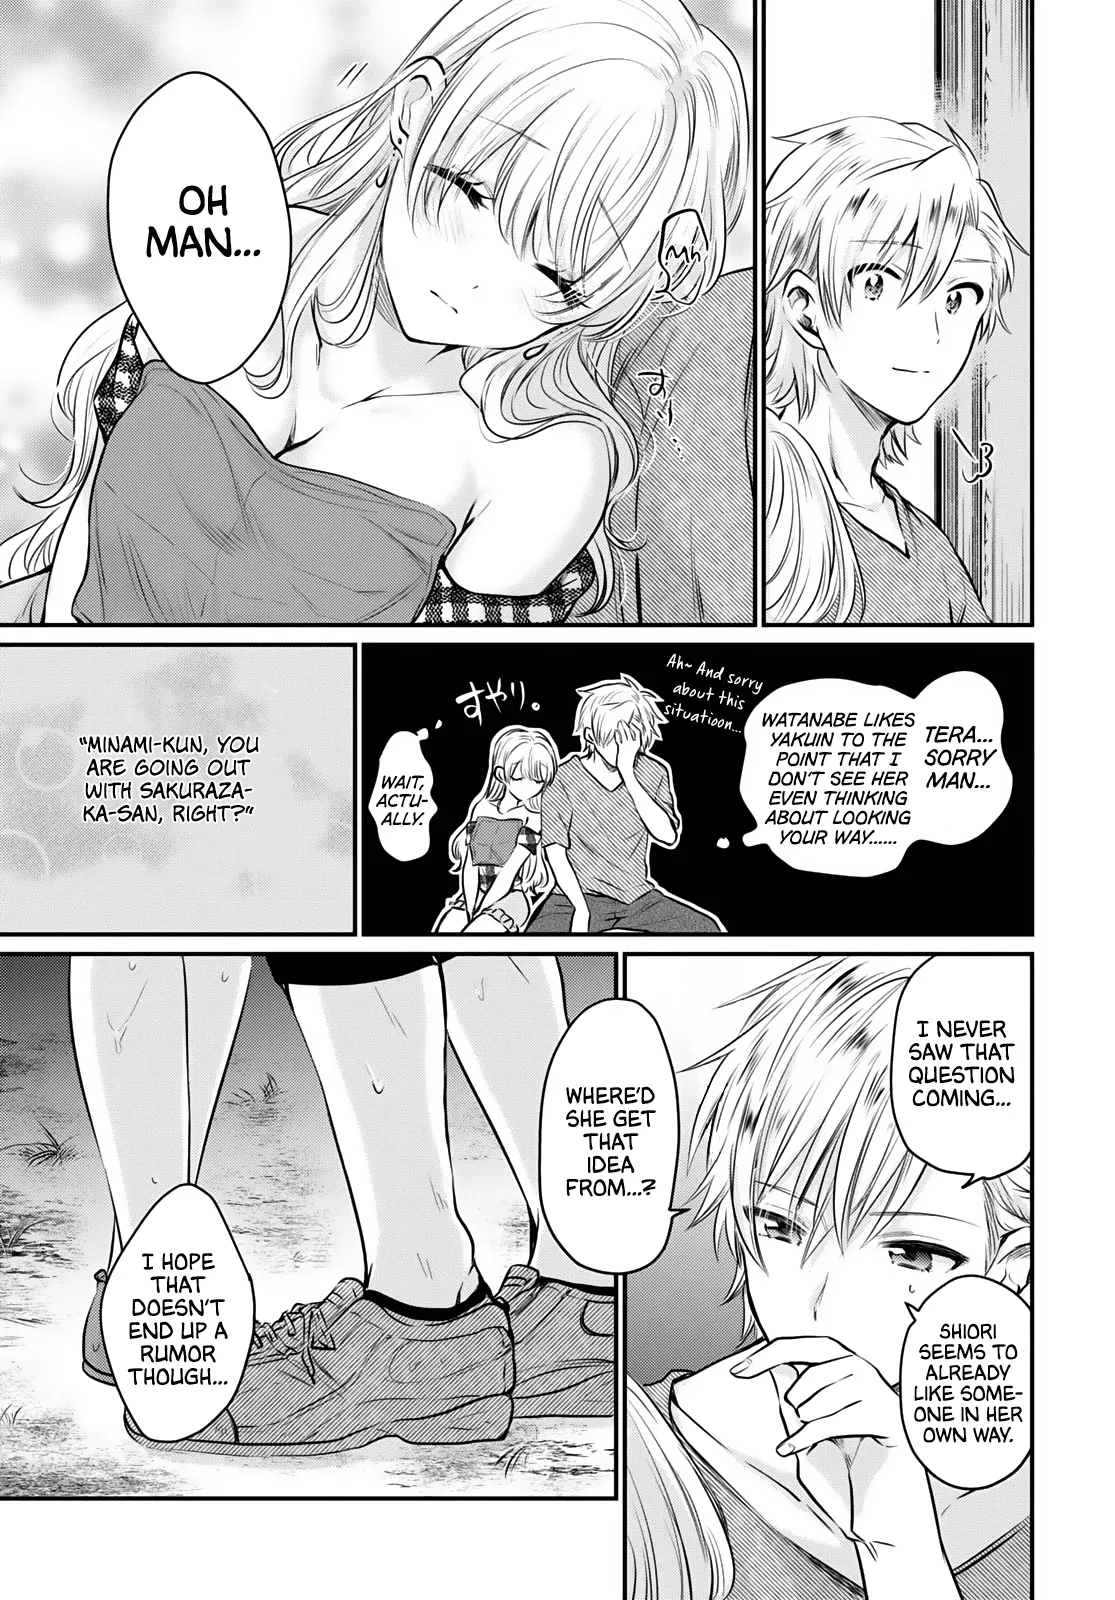 Mn
すりっ
OH
MAN...
TERA...
SORRY
MAN...
WATANABE LIKES
YAKUIN TO THE
POINT THAT I
DON'T SEE HER
EVEN THINKING
ABOUT LOOKING
YOUR WAY......
Ah~ And sorry
about this
situatioon...
すやり。
WAIT,
ACTU-
ALLY.
"MINAMI-KUN, YOU
ARE GOING OUT
WITH SAKURAZA-
KA-SAN, RIGHT?"
I NEVER
SAW THAT
QUESTION
COMING...
SHIORI
SEEMS TO
ALREADY
LIKE SOME-
ONE IN HER
OWN WAY.
WHERE'D
SHE GET
THAT
IDEA
FROM...?
I HOPE
THAT
DOESN'T
END UP A
RUMOR
THOUGH...